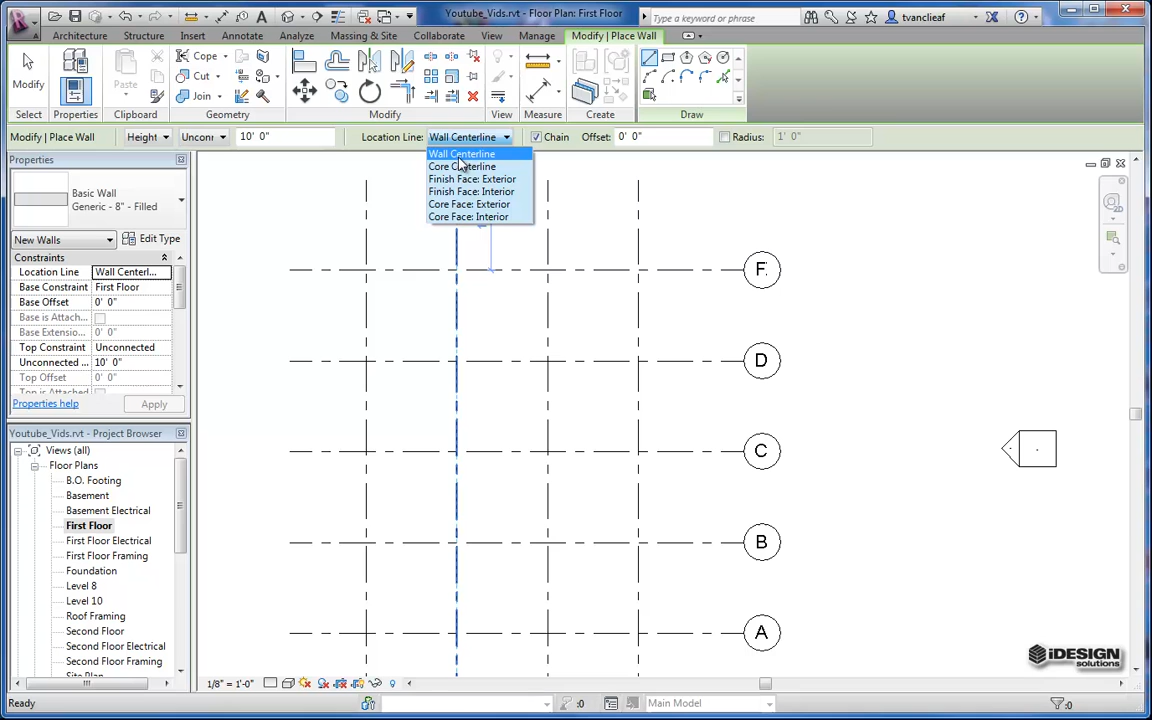 Youtube_Vids.rvt - Floor Plan: First Floor
Type a keyword or phrase
tvanclieaf
Architecture Structure Insert Annotate Analyze Massing & Site Collaborate View Manage Modify | Place Wall
Modify
Paste
Cope
Cut
Join
Select Properties Clipboard Geometry Modify View Measure Create Draw
Modify | Place Wall Height Uncon 10' 0" Location Line: Wall Centerline Chain Offset: 0' 0" Radius: 1' 0"
Wall Centerline
Core Centerline
Finish Face: Exterior
Finish Face: Interior
Core Face: Exterior
Core Face: Interior
Properties
Basic Wall
Generic - 8" - Filled
New Walls Edit Type
Constraints
Location Line Wall Centerl...
Base Constraint First Floor
Base Offset 0' 0"
Base is Attach...
Base Extensio... 0' 0"
Top Constraint Unconnected
Unconnected ... 10' 0"
Top Offset 0' 0"
Top is Attached
Properties help Apply
Youtube_Vids.rvt - Project Browser
Views (all)
Floor Plans
B.O. Footing
Basement
Basement Electrical
First Floor
First Floor Electrical
First Floor Framing
Foundation
Level 8
Level 10
Roof Framing
Second Floor
Second Floor Electrical
Second Floor Framing
Site Plan
F.
D
C
B
A
iDESIGN
solutions
1/8" = 1'-0"
Ready :0 Main Model :0